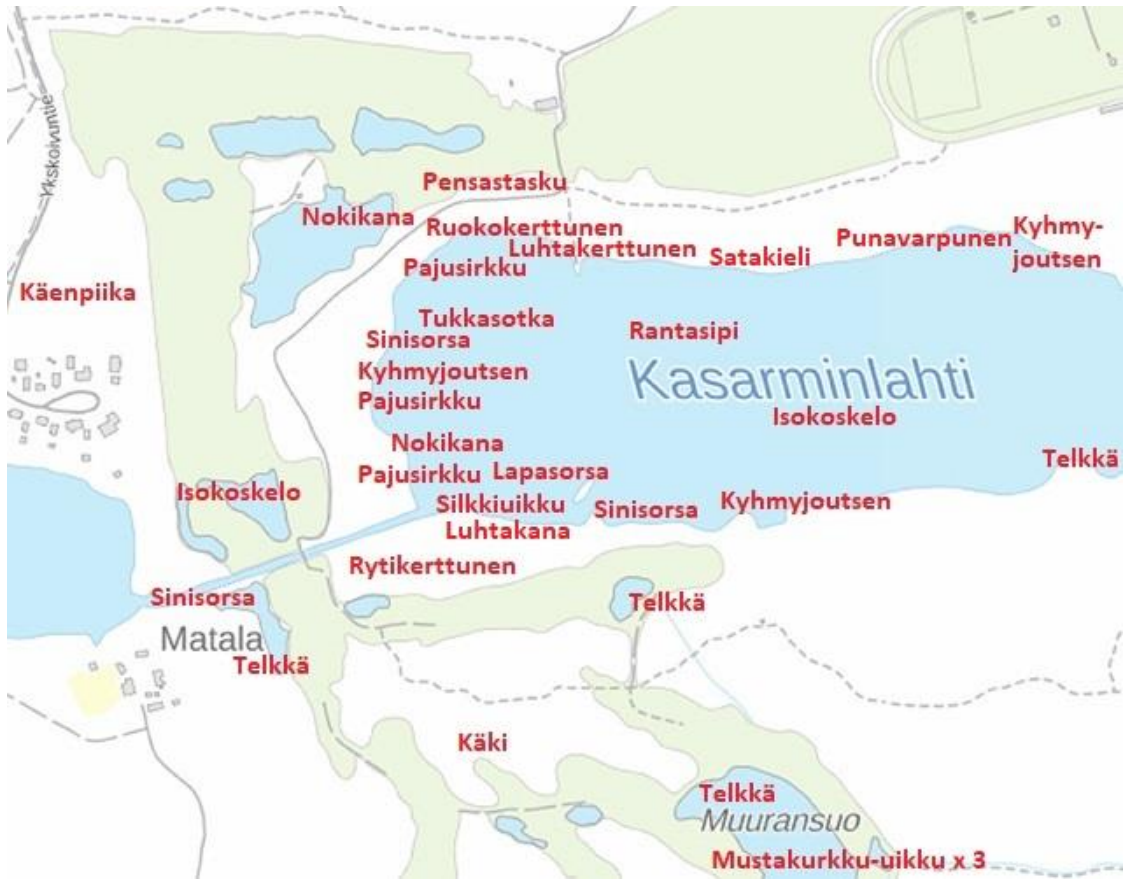 Ykskoivuntie
Pensastasku
Nokikana
Ruokokerttunen
Luhtakerttunen
Satakieli
Punavarpunen
Kyhmy-
joutsen
Pajusirkku
Käenpiika
Tukkasotka
Sinisorsa
Rantasipi
Kyhmyjoutsen
Kasarminlahti
Pajusirkku
Isokoskelo
Nokikana
Telkkä
Pajusirkku
Lapasorsa
Isokoskelo
Silkkiuikku
Sinisorsa
Kyhmyjoutsen
Luhtakana
Rytikerttunen
Sinisorsa
Telkkä
Matala
Telkkä
Käki
Telkkä
Muuransuo
Mustakurkku-uikku x 3